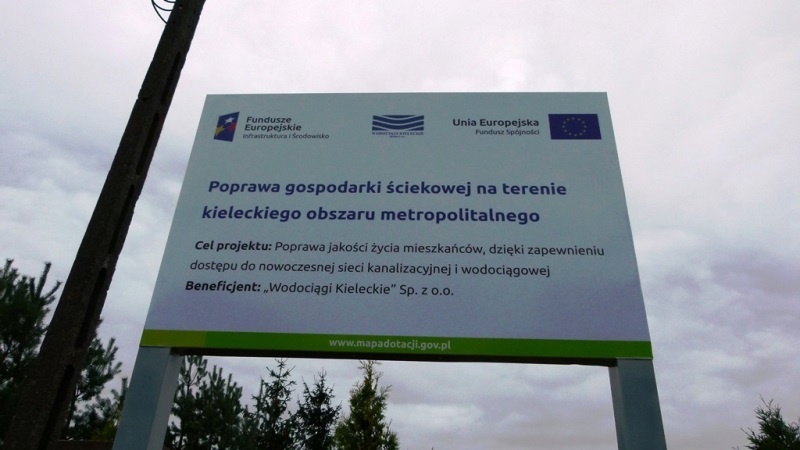 Fundusze
Europejskie
Infrastruktura i Środowisko
WODOCIĄGI KIELECKIE
Unia Europejska
Fundusz Spójności
Poprawa gospodarki ściekowej na terenie
kieleckiego obszaru metropolitalnego
Cel projektu: Poprawa jakości życia mieszkańców, dzięki zapewnieniu
dostępu do nowoczesnej sieci kanalizacyjnej i wodociągowej
Beneficjent: „Wodociągi Kieleckie” Sp. z o.o.
www.mapadotacji.gov.pl